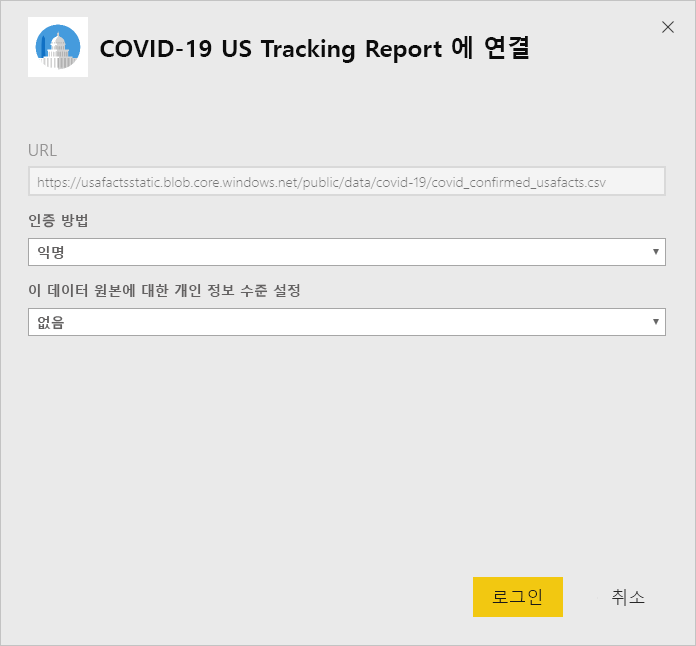 COVID-19 US Tracking Report 에 연결
URL
https://usafactsstatic.blob.core.windows.net/public/data/covid-19/covid_confirmed_usafacts.csv
인증 방법
익명
이 데이터 원본에 대한 개인 정보 수준 설정
없음
로그인 취소